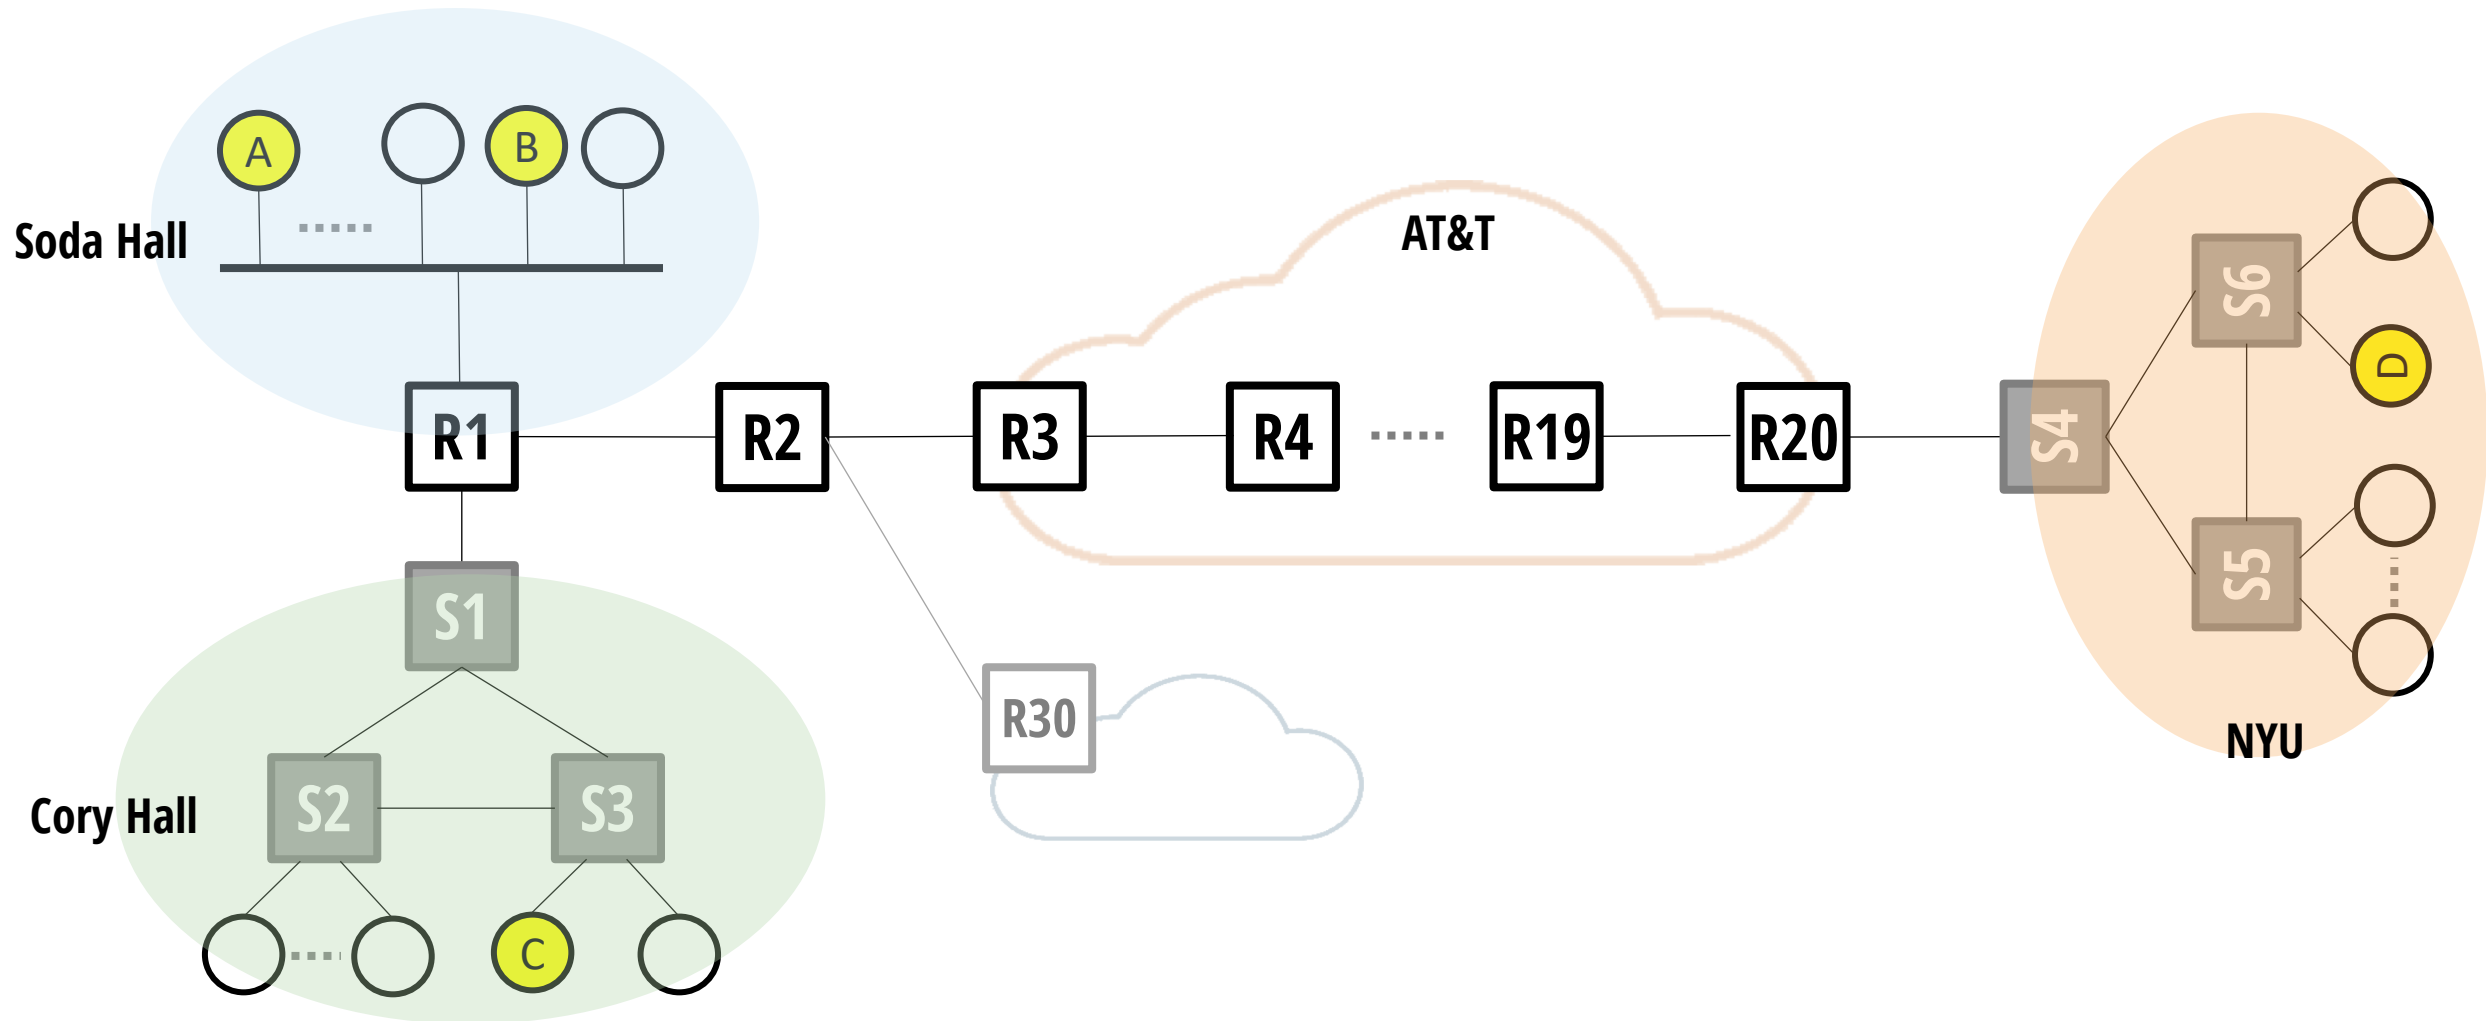 A
B
Soda Hall
AT&T
R1
R2
R3
R4
R19
R20
S4
S6
D
S5
NYU
S1
R30
S2
S3
Cory Hall
C